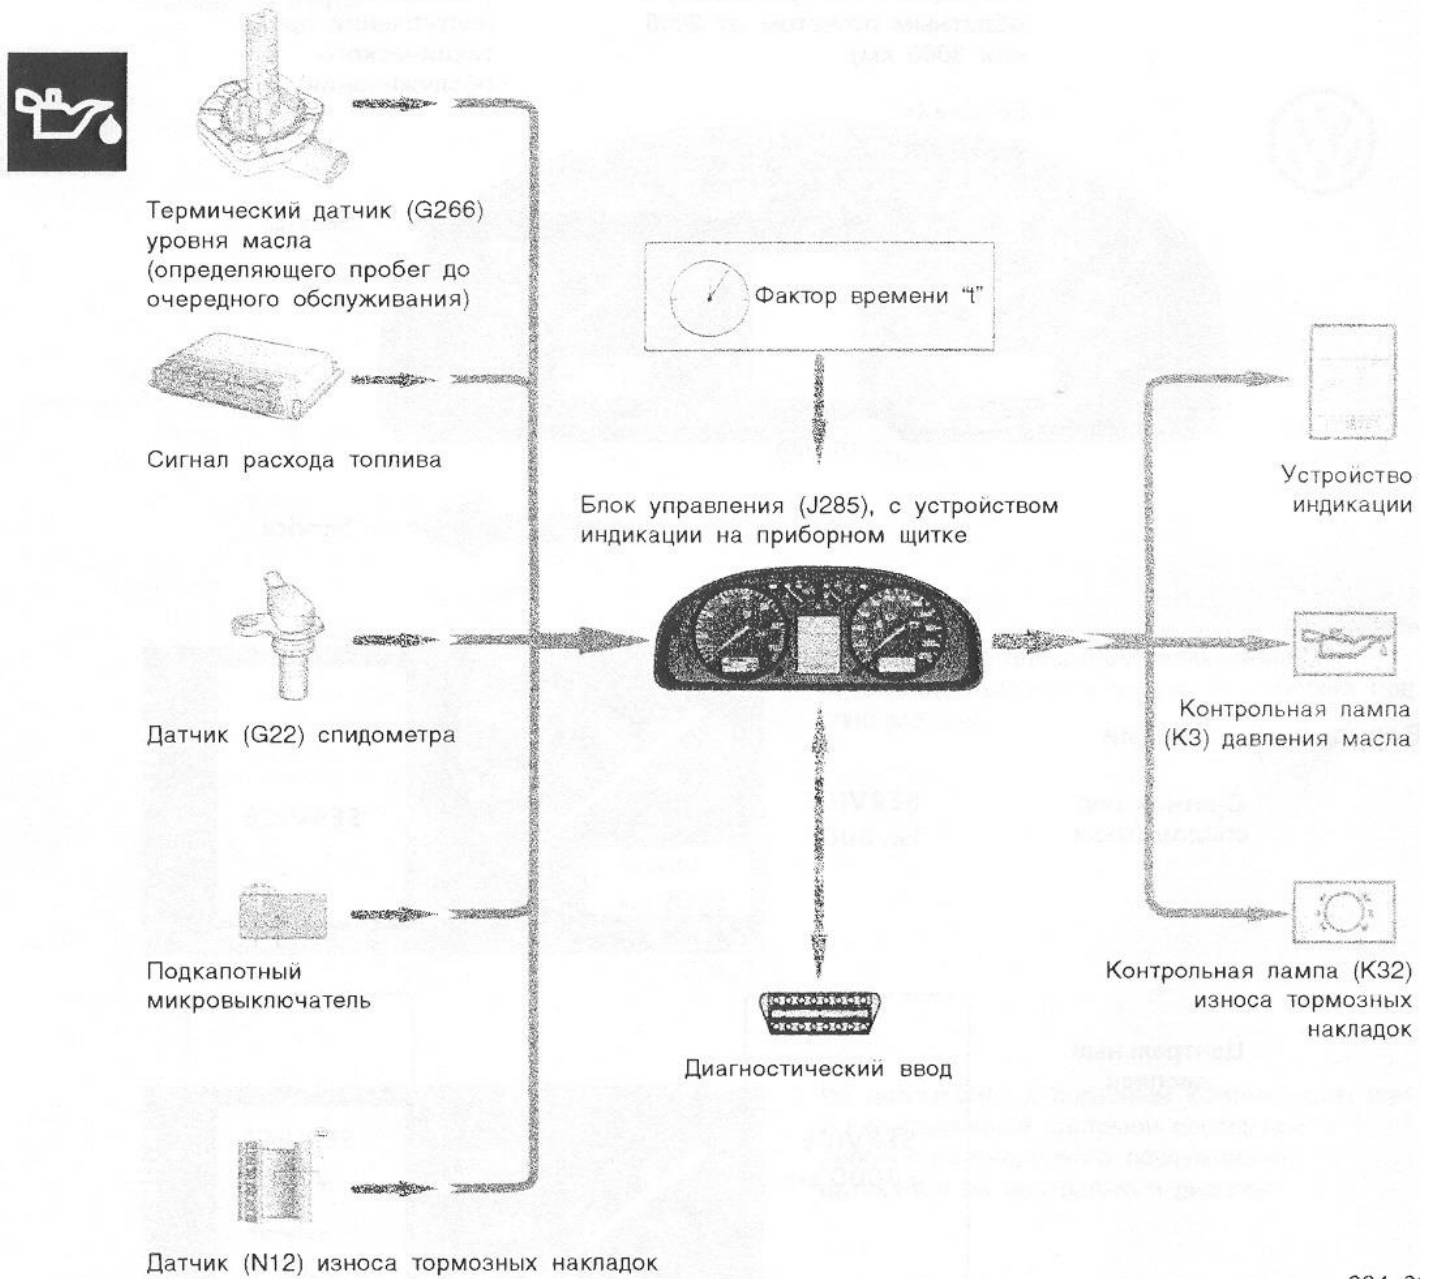 Термический датчик (G266)
уровня масла
(определяющего пробег до
очередного обслуживания)
Фактор времени “t”
Сигнал расхода топлива
Устройство
индикации
Блок управления (J285), с устройством
индикации на приборном щитке
Датчик (G22) спидометра
Контрольная лампа
(К3) давления масла
Подкапотный
микровыключатель
Контрольная лампа (К32)
износа тормозных
накладок
Диагностический ввод
Датчик (N12) износа тормозных накладок